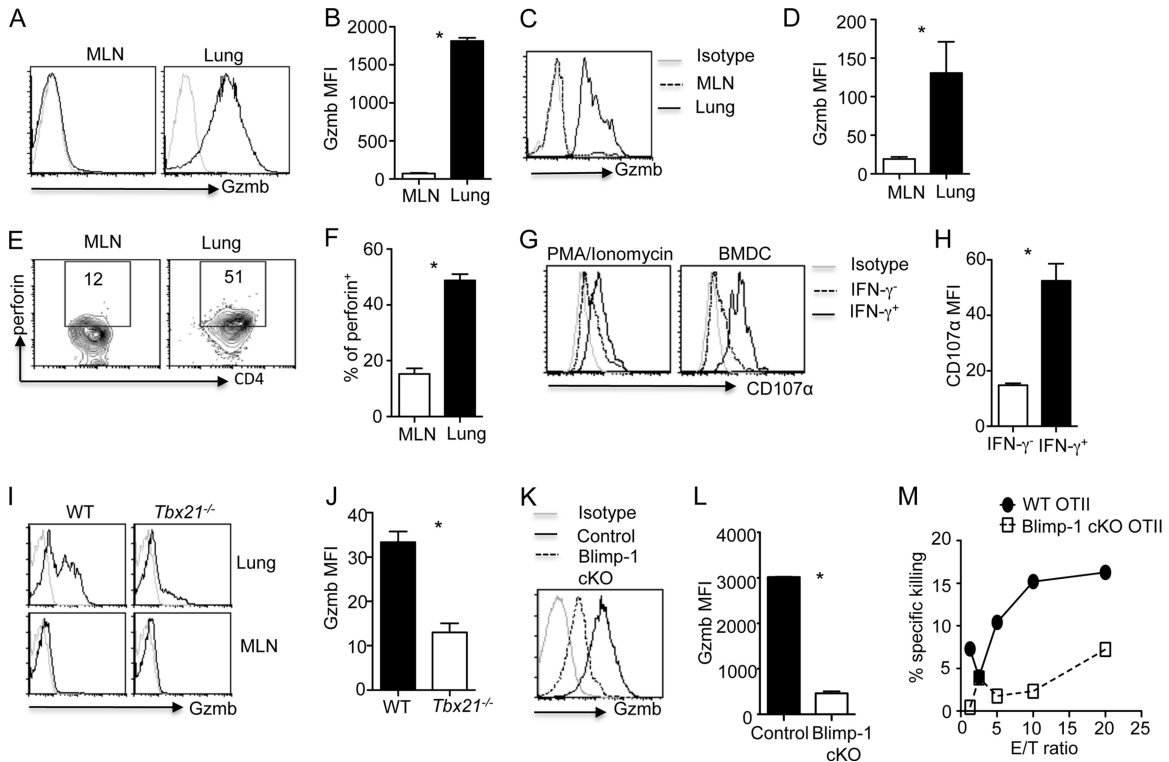 A
MLN
Lung
Gzmb
B
Gzmb MFI
2000
1500
1000
500
0
*
MLN
Lung
C
Isotype
MLN
Lung
Gzmb
D
Gzmb MFI
200
150
100
50
0
*
MLN
Lung
E
MLN
Lung
perforin
12
51
CD4
F
% of perforin+
60
40
20
0
*
MLN
Lung
G
PMA/Ionomycin
BMDC
Isotype
IFN-γ-
IFN-γ+
CD107α
H
CD107α MFI
60
40
20
0
*
IFN-γ-
IFN-γ+
I
WT
Tbx21-/-
Lung
MLN
Gzmb
J
Gzmb MFI
40
30
20
10
0
*
WT
Tbx21-/-
K
Isotype
Control
Blimp-1
cKO
Gzmb
L
Gzmb MFI
4000
3000
2000
1000
0
*
Control
Blimp-1
cKO
M
WT OTII
Blimp-1 cKO OTII
% specific killing
20
15
10
5
0
0
5
10
15
20
25
E/T ratio